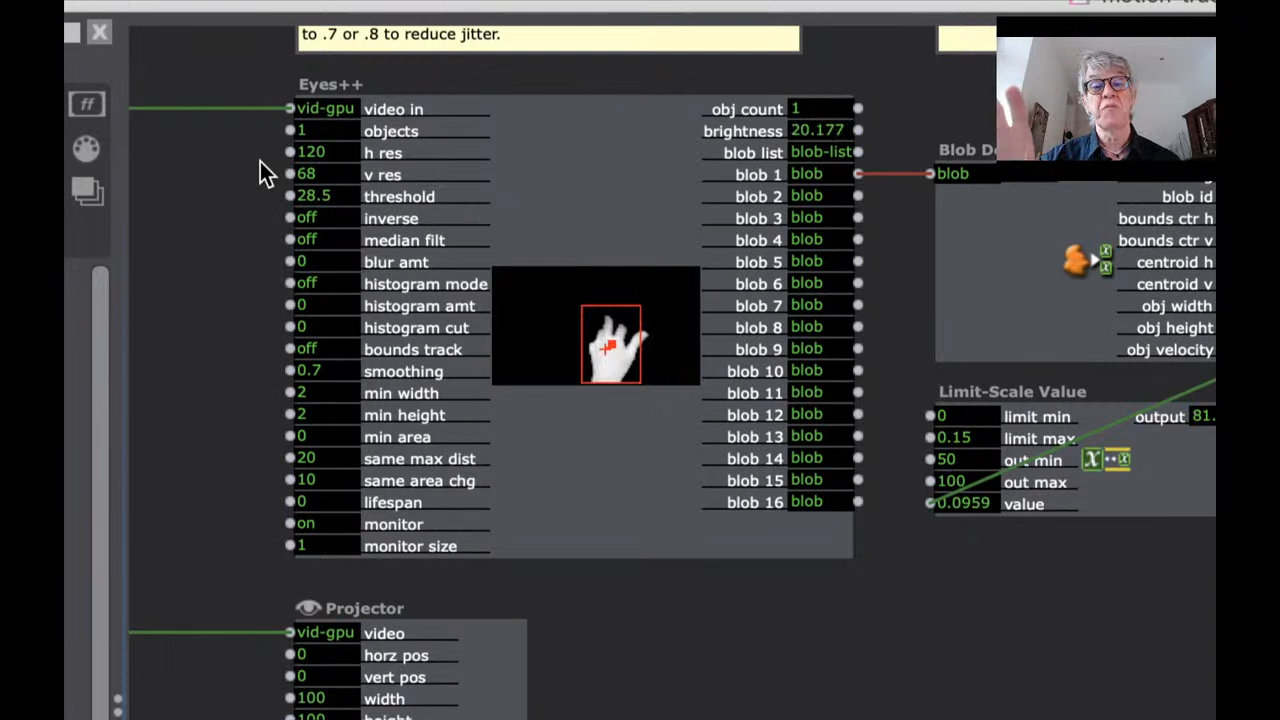 to .7 or .8 to reduce jitter.
Eyes++
vid-gpu video in
1 objects
120 h res
68 v res
28.5 threshold
off inverse
off median filt
0 blur amt
off histogram mode
0 histogram amt
0 histogram cut
off bounds track
0.7 smoothing
2 min width
2 min height
0 min area
20 same max dist
10 same area chg
0 lifespan
on monitor
1 monitor size
obj count 1
brightness 20.177
blob list blob-list
blob 1 blob
blob 2 blob
blob 3 blob
blob 4 blob
blob 5 blob
blob 6 blob
blob 7 blob
blob 8 blob
blob 9 blob
blob 10 blob
blob 11 blob
blob 12 blob
blob 13 blob
blob 14 blob
blob 15 blob
blob 16 blob
Blob
blob
blob id
bounds ctr h
bounds ctr v
centroid h
centroid v
obj width
obj height
obj velocity
Limit-Scale Value
0 limit min output 81.
0.15 limit max
50 out min
100 out max
0.0959 value
Projector
vid-gpu video
0 horz pos
0 vert pos
100 width
ff